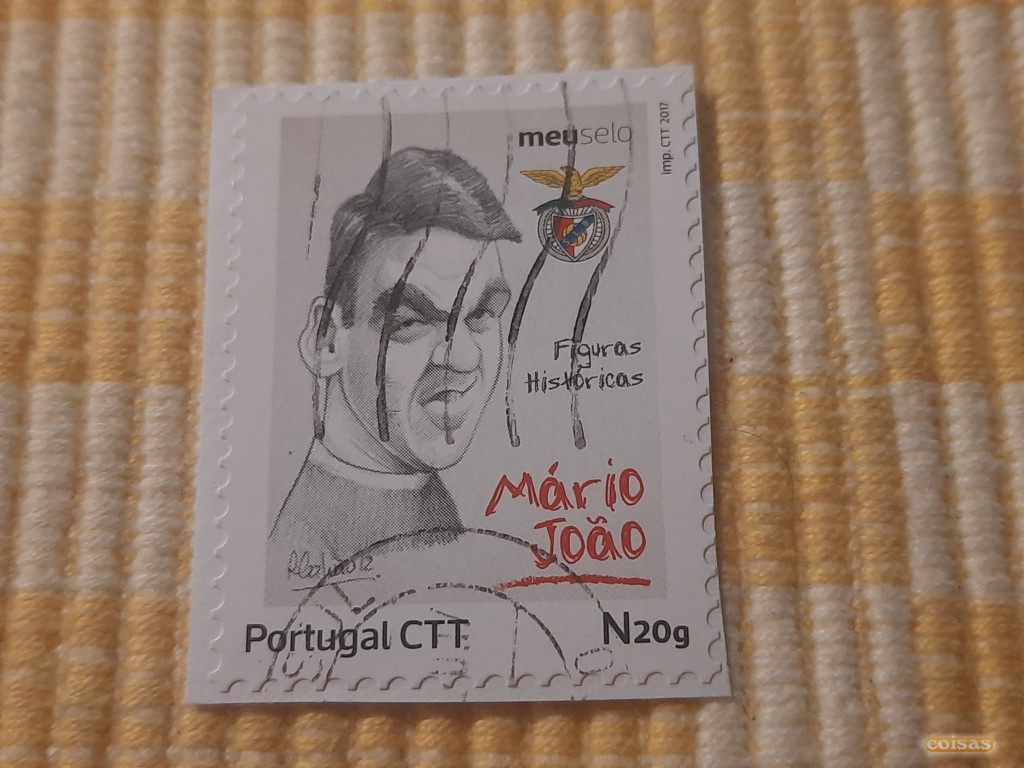 meuselo
imp. CTT 2017
Figuras
Históricas
Mário
João
Portugal CTT
N20g
coisas